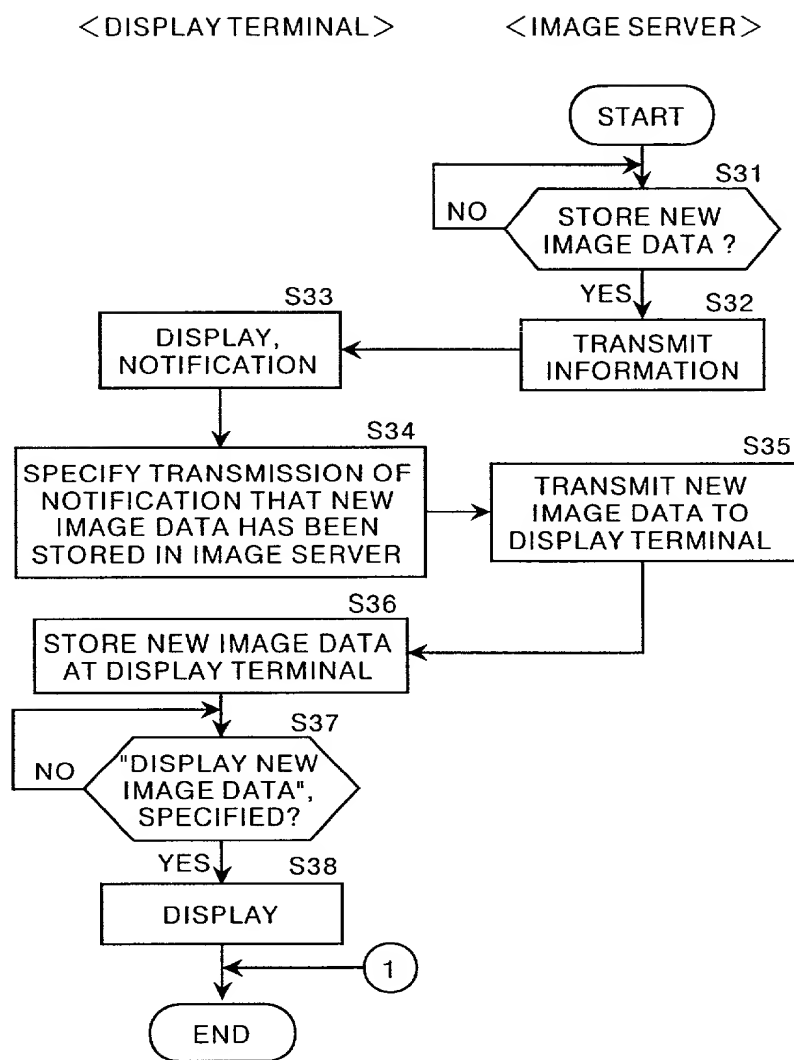 <DISPLAY TERMINAL>
<IMAGE SERVER>
START
S31
STORE NEW
IMAGE DATA ?
NO
YES
S32
TRANSMIT
INFORMATION
S33
DISPLAY,
NOTIFICATION
S34
SPECIFY TRANSMISSION OF
NOTIFICATION THAT NEW
IMAGE DATA HAS BEEN
STORED IN IMAGE SERVER
S35
TRANSMIT NEW
IMAGE DATA TO
DISPLAY TERMINAL
S36
STORE NEW IMAGE DATA
AT DISPLAY TERMINAL
S37
"DISPLAY NEW
IMAGE DATA",
SPECIFIED?
NO
YES
S38
DISPLAY
1
END